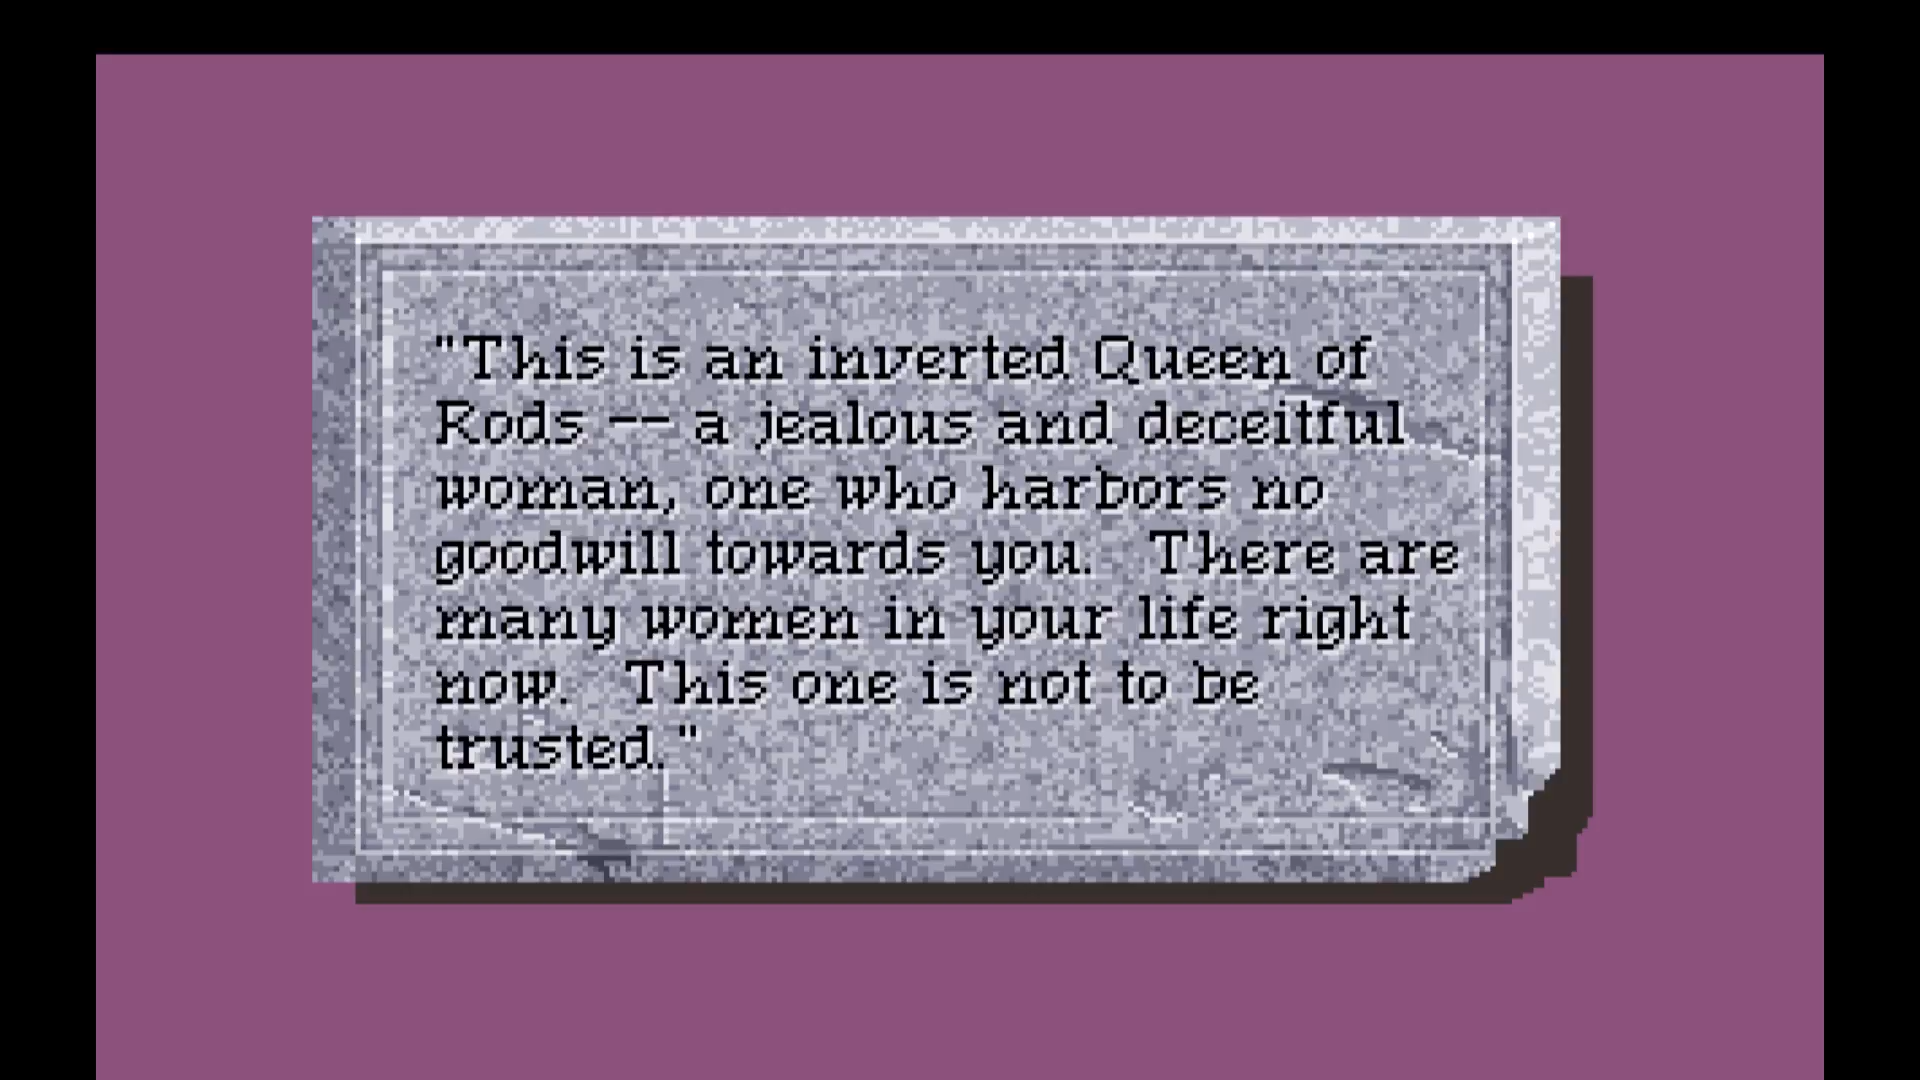 "This is an inverted Queen of
Rods -- a jealous and deceitful
woman, one who harbors no
goodwill towards you.  There are
many women in your life right
now.  This one is not to be
trusted."